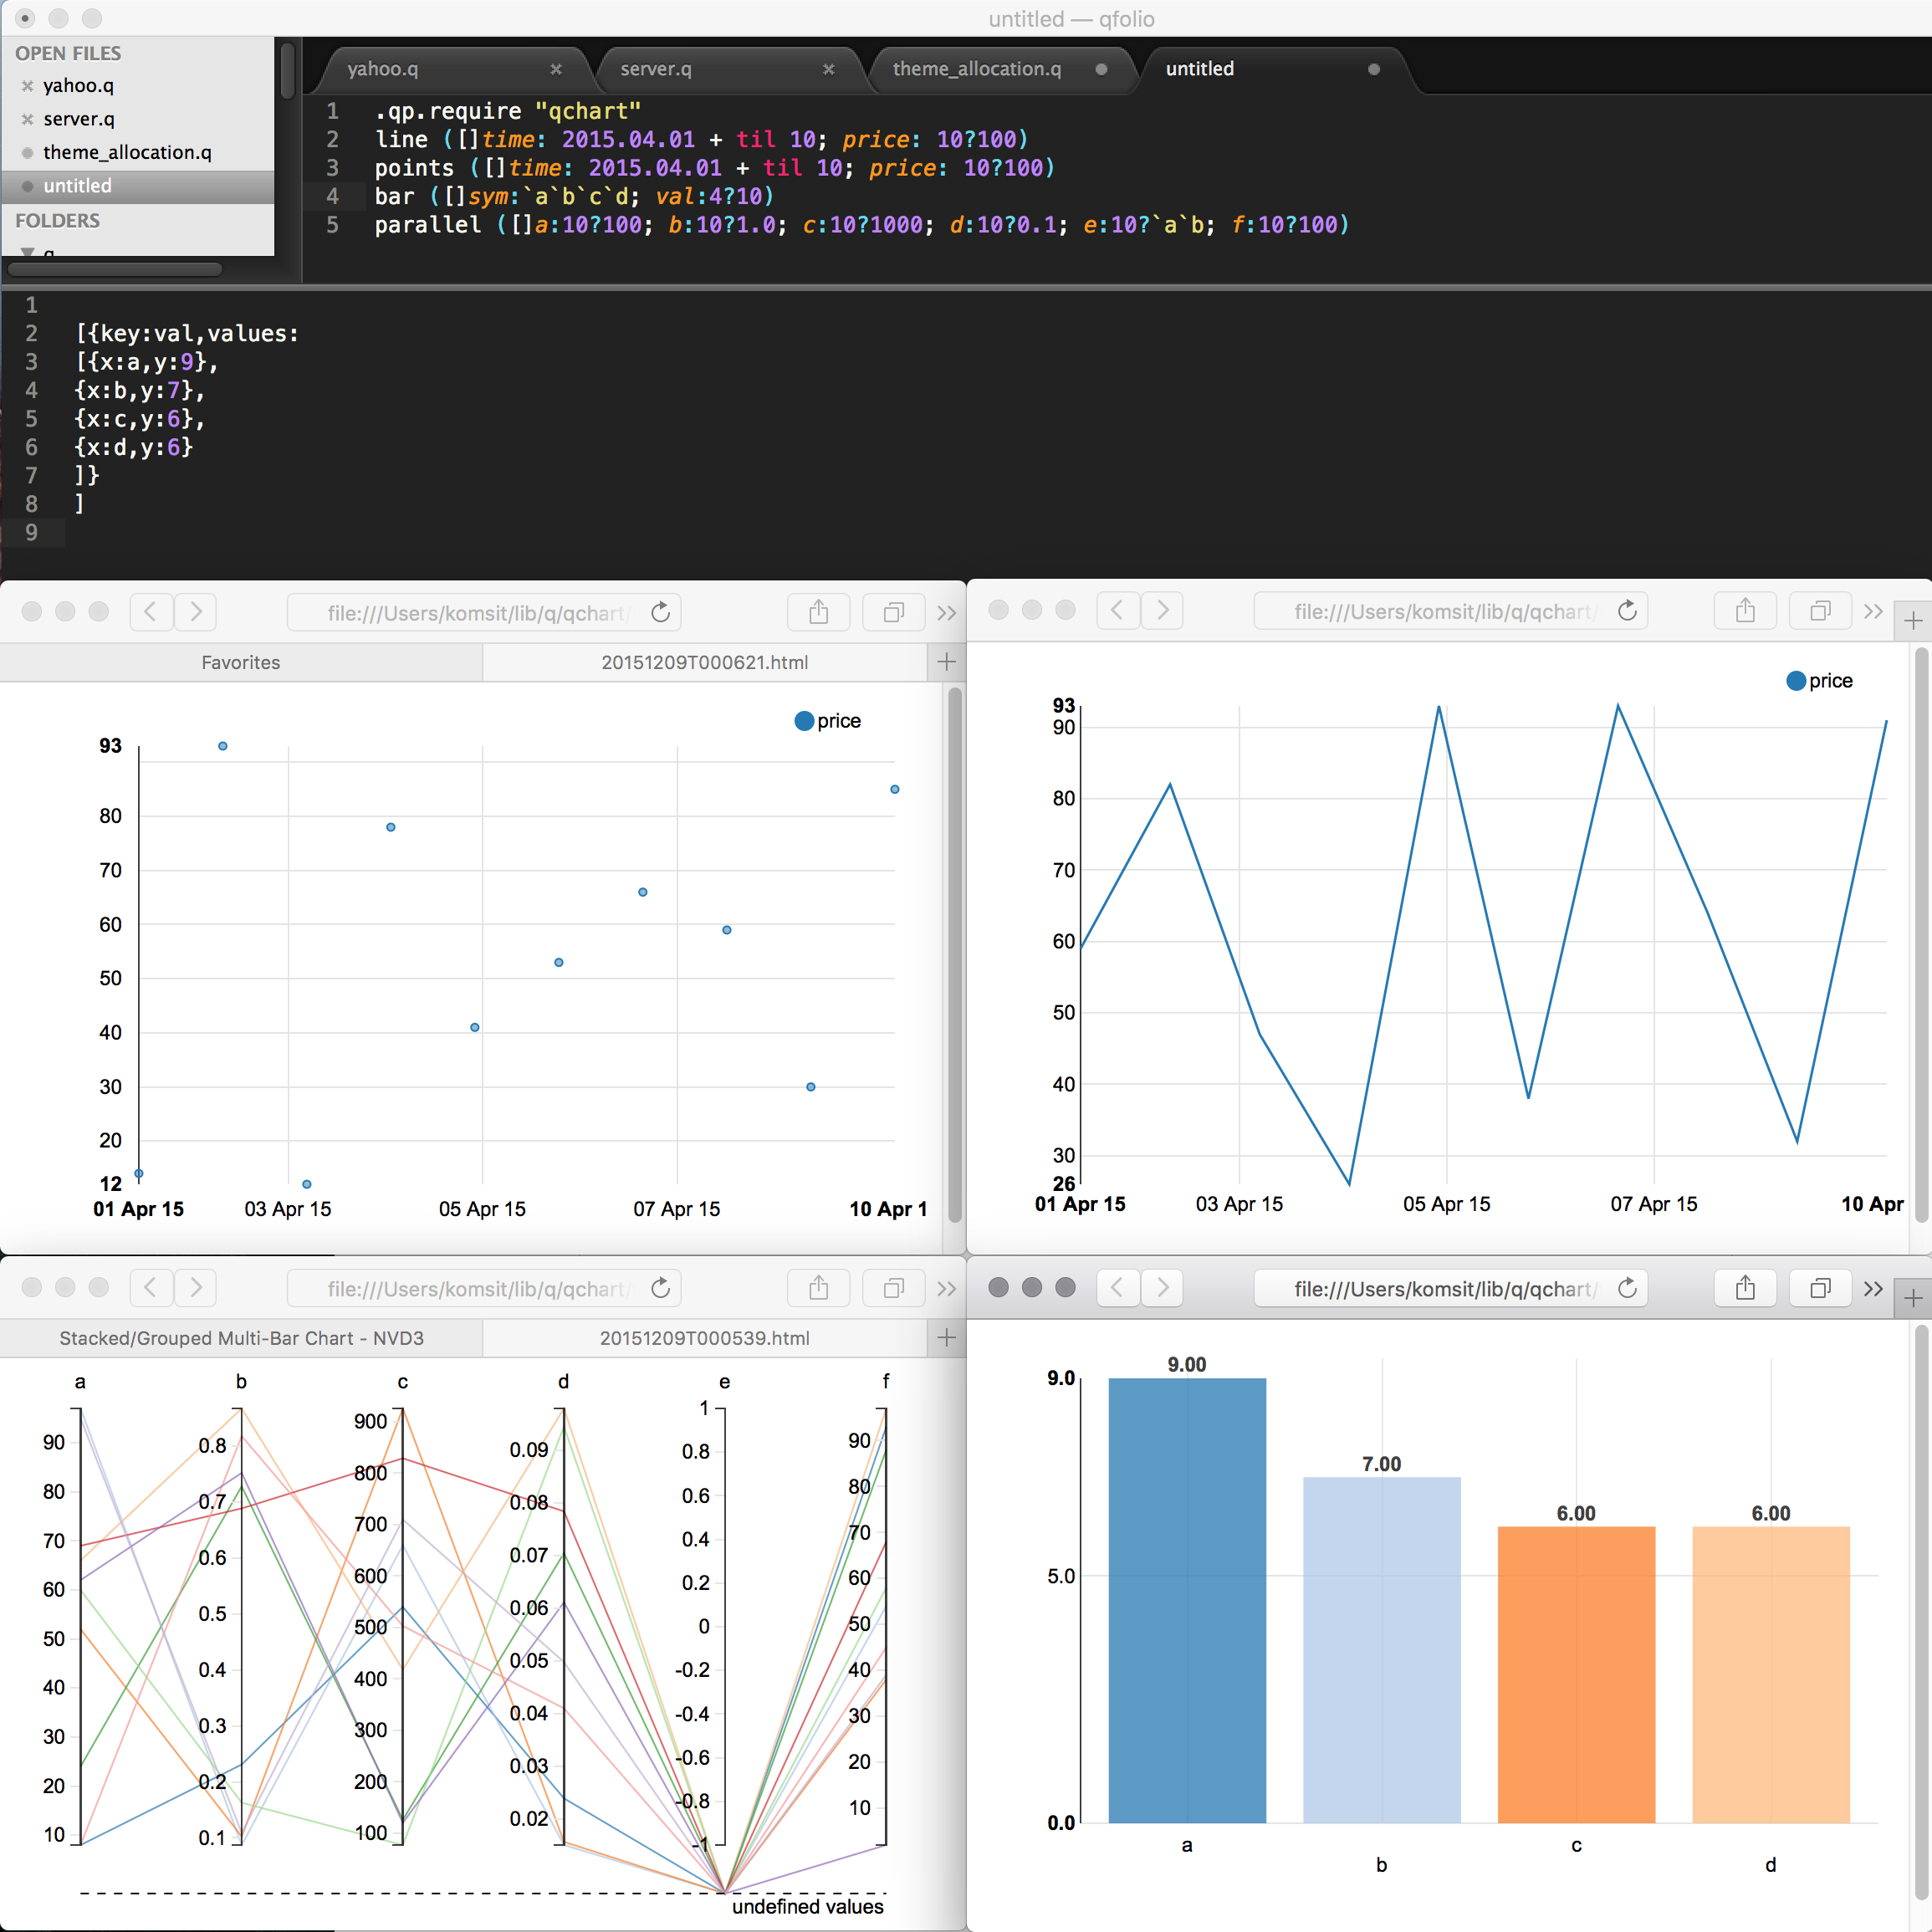 untitled — qfolio
OPEN FILES
yahoo.q
server.q
theme_allocation.q
untitled
FOLDERS
yahoo.q server.q theme_allocation.q untitled
1 .qp.require "qchart"
2 line ([]time: 2015.04.01 + til 10; price: 10?100)
3 points ([]time: 2015.04.01 + til 10; price: 10?100)
4 bar ([]sym:`a`b`c`d; val:4?10)
5 parallel ([]a:10?100; b:10?1.0; c:10?1000; d:10?0.1; e:10?`a`b; f:10?100)
1
2 [{key:val,values:
3 [{x:a,y:9},
4 {x:b,y:7},
5 {x:c,y:6},
6 {x:d,y:6}
7 ]}
8 ]
9
file:///Users/komsit/lib/q/qchart/
Favorites 20151209T000621.html
price
93
80
70
60
50
40
30
20
12
01 Apr 15 03 Apr 15 05 Apr 15 07 Apr 15 10 Apr 1
file:///Users/komsit/lib/q/qchart/
price
93
90
80
70
60
50
40
30
26
01 Apr 15 03 Apr 15 05 Apr 15 07 Apr 15 10 Apr
file:///Users/komsit/lib/q/qchart/
Stacked/Grouped Multi-Bar Chart - NVD3 20151209T000539.html
a b c d e f
90
80
70
60
50
40
30
20
10
0.8
0.7
0.6
0.5
0.4
0.3
0.2
0.1
900
800
700
600
500
400
300
200
100
0.09
0.08
0.07
0.06
0.05
0.04
0.03
0.02
1
0.8
0.6
0.4
0.2
0
-0.2
-0.4
-0.6
-0.8
-1
90
80
70
60
50
40
30
20
10
undefined values
file:///Users/komsit/lib/q/qchart/
9.0
5.0
0.0
9.00
7.00
6.00
6.00
a
b
c
d